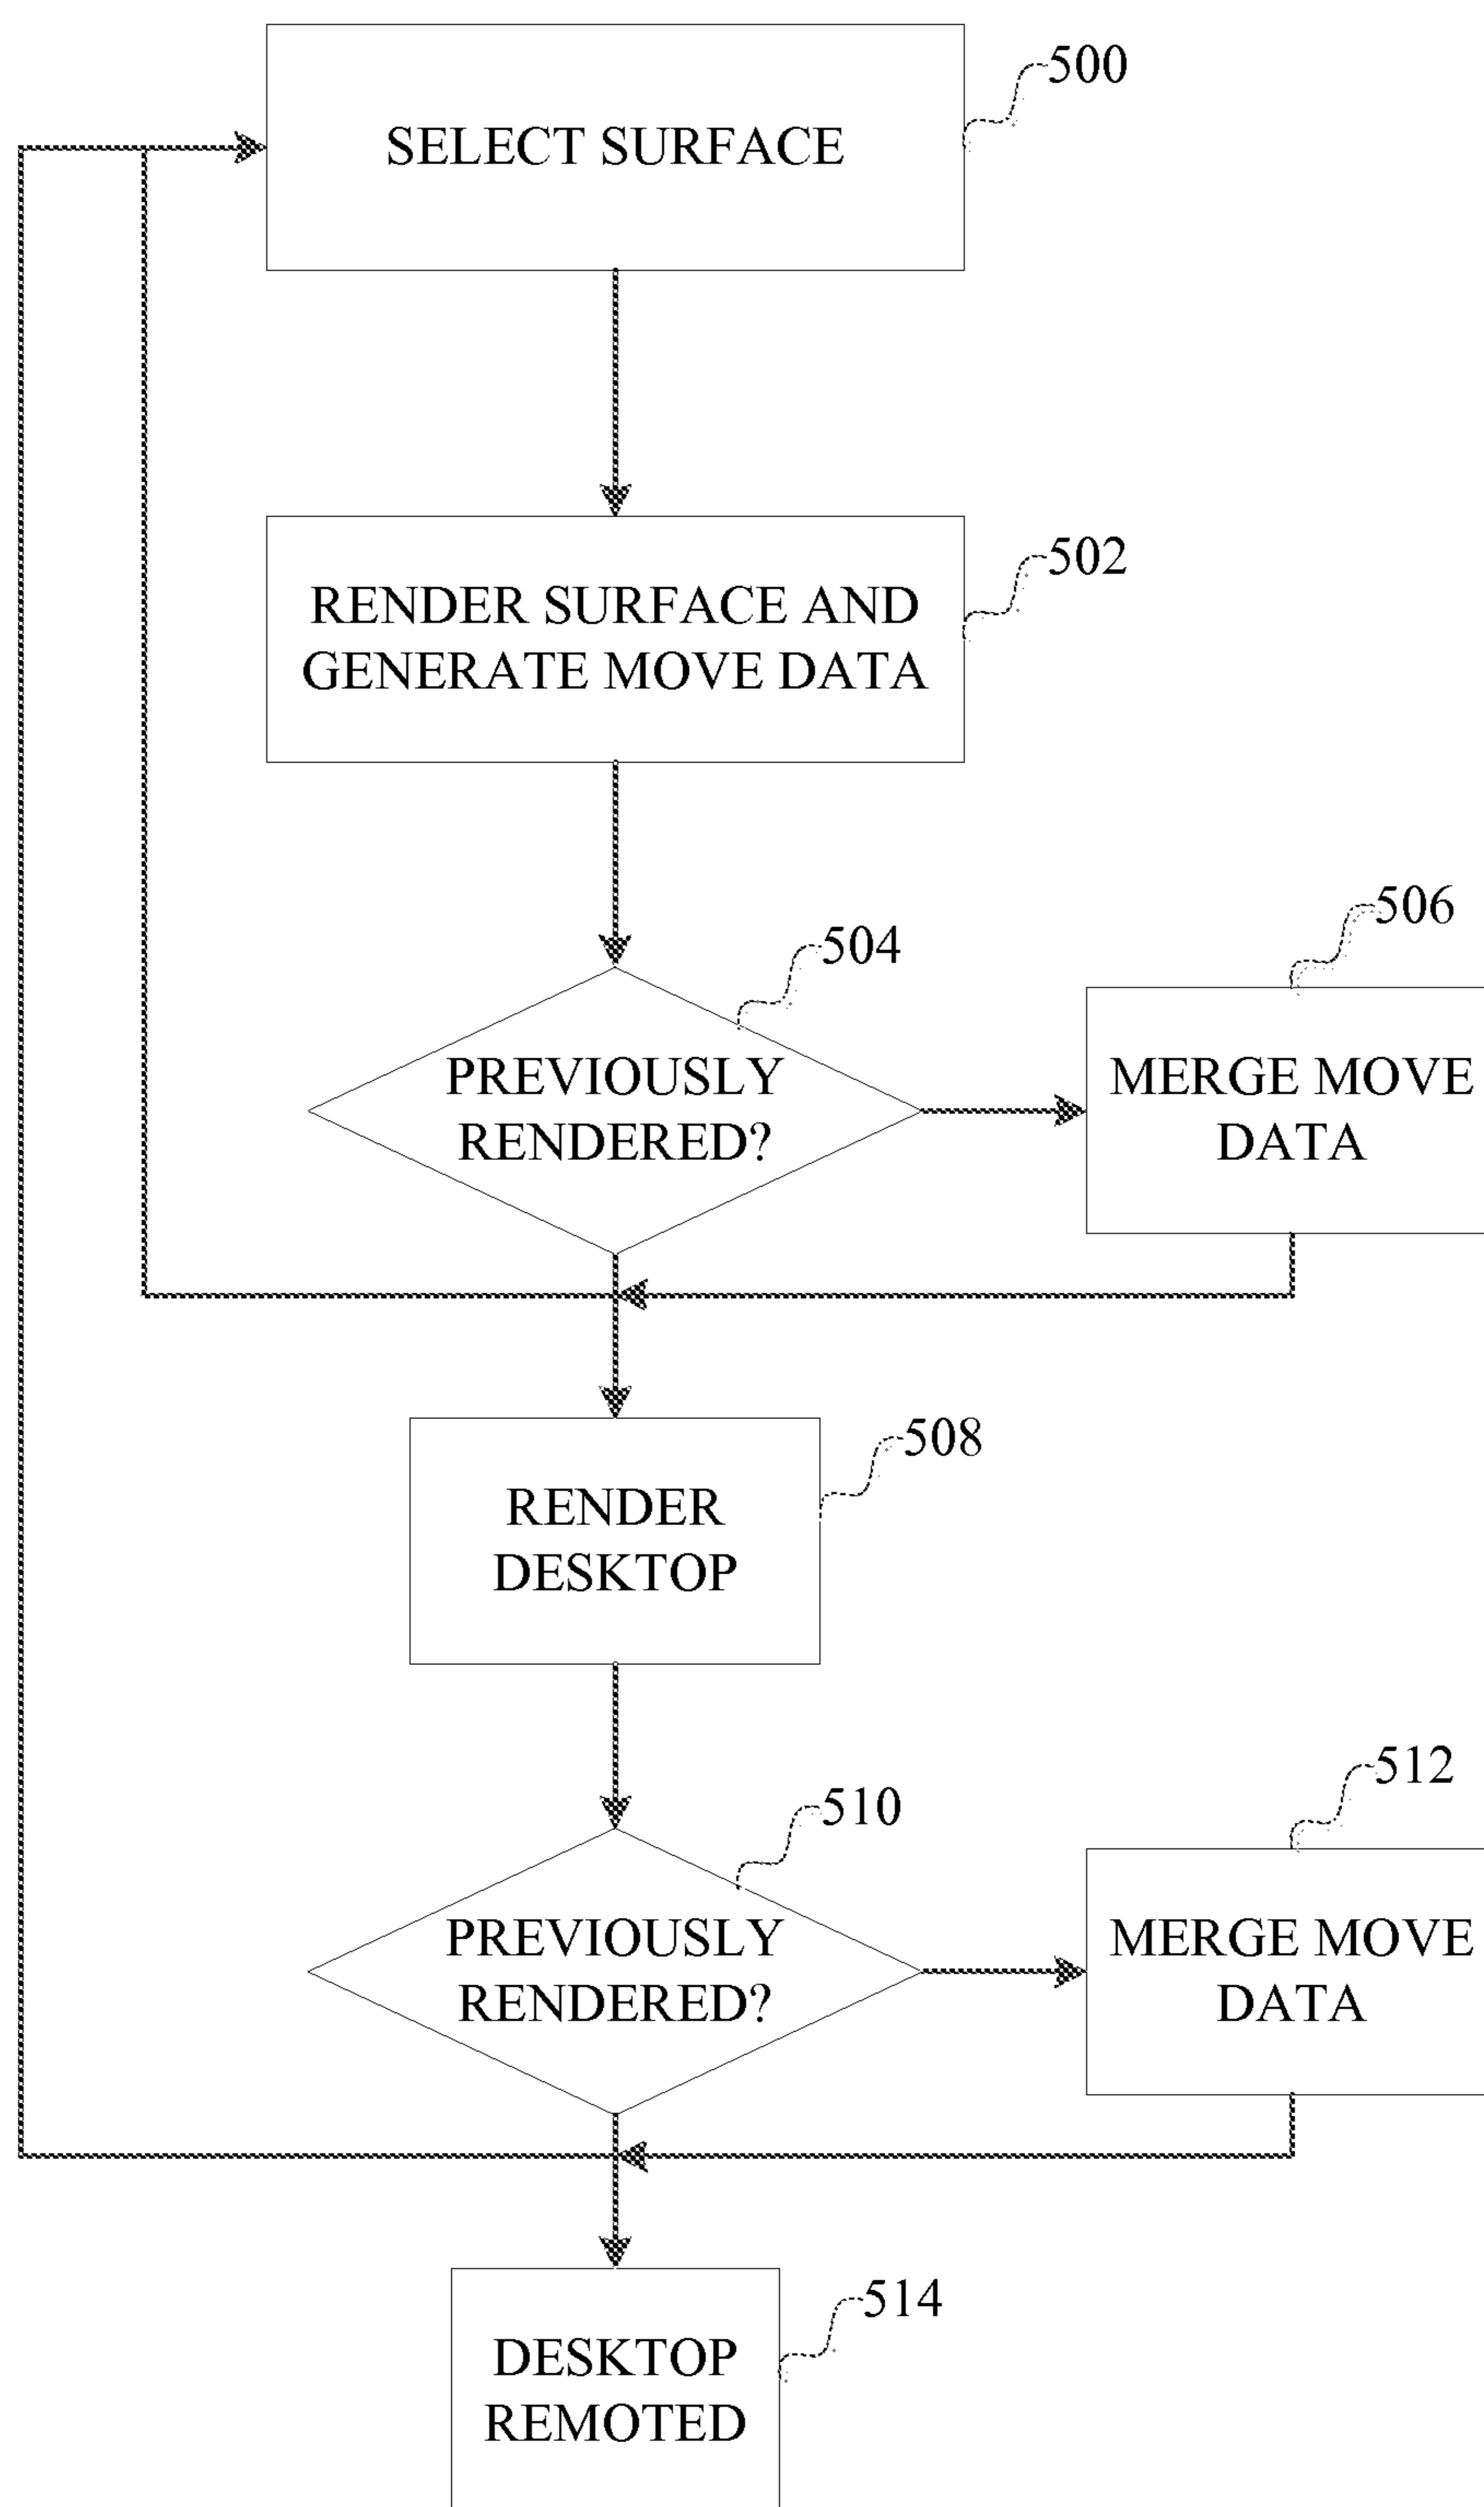 500
SELECT SURFACE
502
RENDER SURFACE AND
GENERATE MOVE DATA
504
PREVIOUSLY
RENDERED?
506
MERGE MOVE
DATA
508
RENDER
DESKTOP
510
PREVIOUSLY
RENDERED?
512
MERGE MOVE
DATA
514
DESKTOP
REMOTED